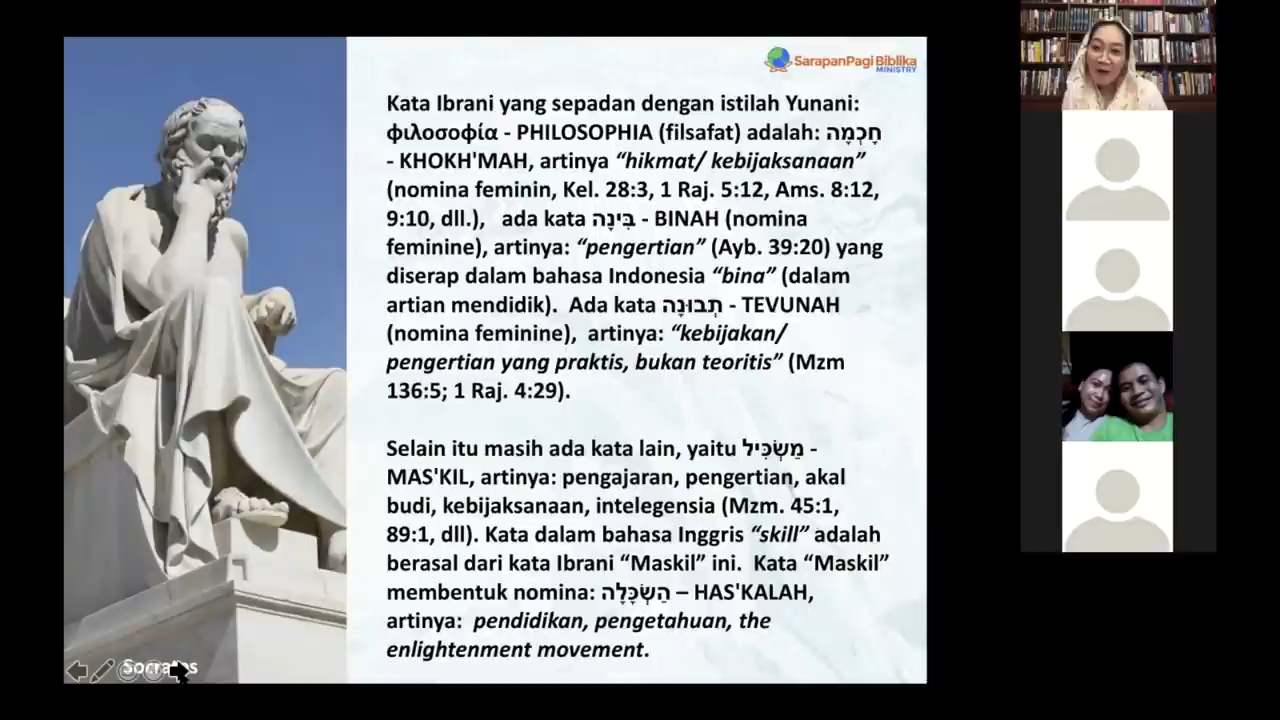 SarapanPagi Biblika
MINISTRY
Kata Ibrani yang sepadan dengan istilah Yunani:
φιλοσοφία - PHILOSOPHIA (filsafat) adalah: חָכְמָה
- KHOKH'MAH, artinya “hikmat/ kebijaksanaan”
(nomina feminin, Kel. 28:3, 1 Raj. 5:12, Ams. 8:12,
9:10, dll.), ada kata בִּינָה - BINAH (nomina
feminine), artinya: “pengertian” (Ayb. 39:20) yang
diserap dalam bahasa Indonesia “bina” (dalam
artian mendidik). Ada kata תְבוּנָה - TEVUNAH
(nomina feminine), artinya: “kebijakan/
pengertian yang praktis, bukan teoritis” (Mzm
136:5; 1 Raj. 4:29).
Selain itu masih ada kata lain, yaitu מַשְׂכִּיל -
MAS'KIL, artinya: pengajaran, pengertian, akal
budi, kebijaksanaan, intelegensia (Mzm. 45:1,
89:1, dll). Kata dalam bahasa Inggris “skill” adalah
berasal dari kata Ibrani “Maskil” ini. Kata “Maskil”
membentuk nomina: הַשְׂכָּלָה – HAS'KALAH,
artinya: pendidikan, pengetahuan, the
enlightenment movement.
Socrates